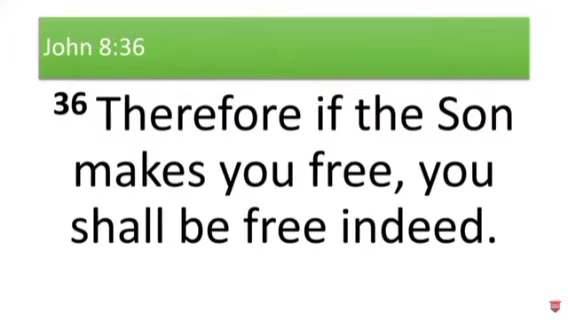 John 8:36
36 Therefore if the Son
makes you free, you
shall be free indeed.